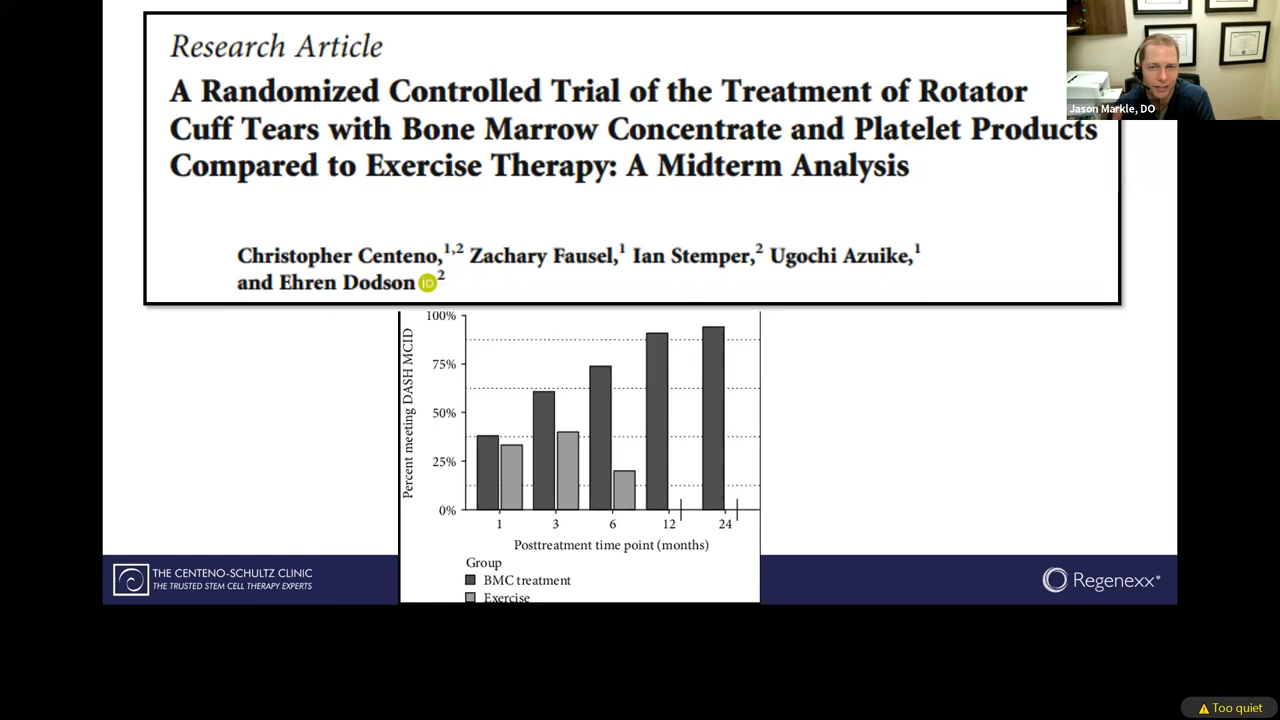 Research Article
A Randomized Controlled Trial of the Treatment of Rotator
Cuff Tears with Bone Marrow Concentrate and Platelet Products
Compared to Exercise Therapy: A Midterm Analysis
Jason Markle, DO
Christopher Centeno,1,2 Zachary Fausel,1 Ian Stemper,2 Ugochi Azuike,1
and Ehren Dodson iD 2
Percent meeting DASH MCID
100%
75%
50%
25%
0%
1 3 6 12 24
Posttreatment time point (months)
Group
BMC treatment
Exercise
THE CENTENO-SCHULTZ CLINIC
THE TRUSTED STEM CELL THERAPY EXPERTS
Regenexx®
Too quiet